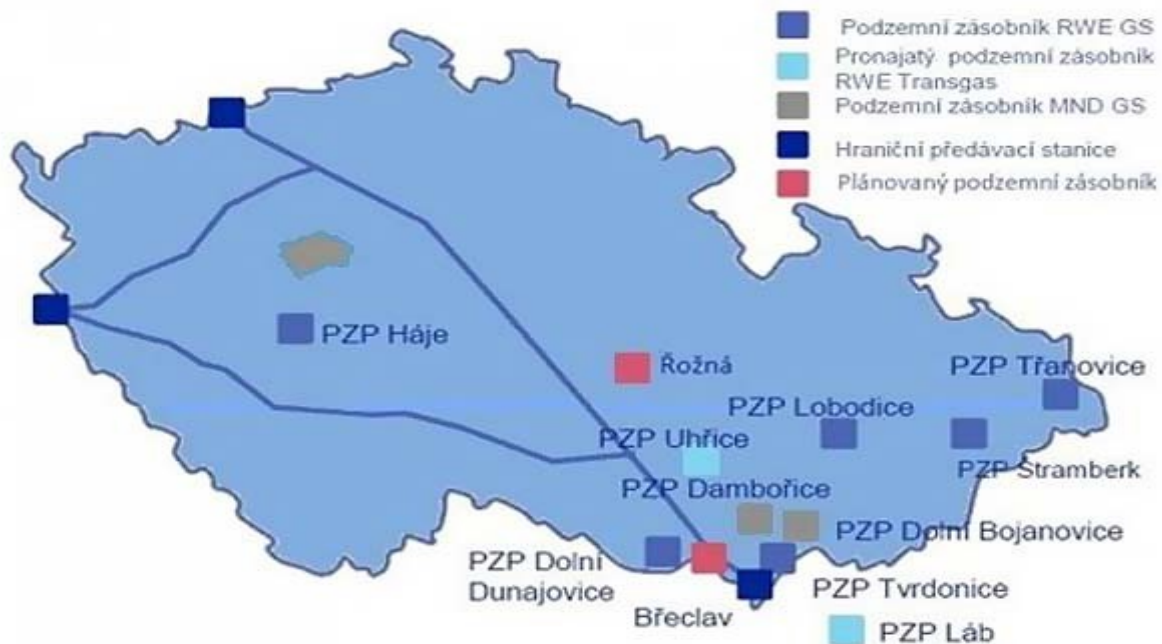 Podzemní zásobník RWE GS
Pronajatý podzemní zásobník
RWE Transgas
Podzemní zásobník MND GS
Hraniční předávací stanice
Plánovaný podzemní zásobník
PZP Háje
Řožná
PZP Třanovice
PZP Lobodice
PZP Uhřice
PZP Štramberk
PZP Dambořice
PZP Dolní Bojanovice
PZP Dolní
Dunajovice
PZP Tvrdonice
Břeclav
PZP Láb